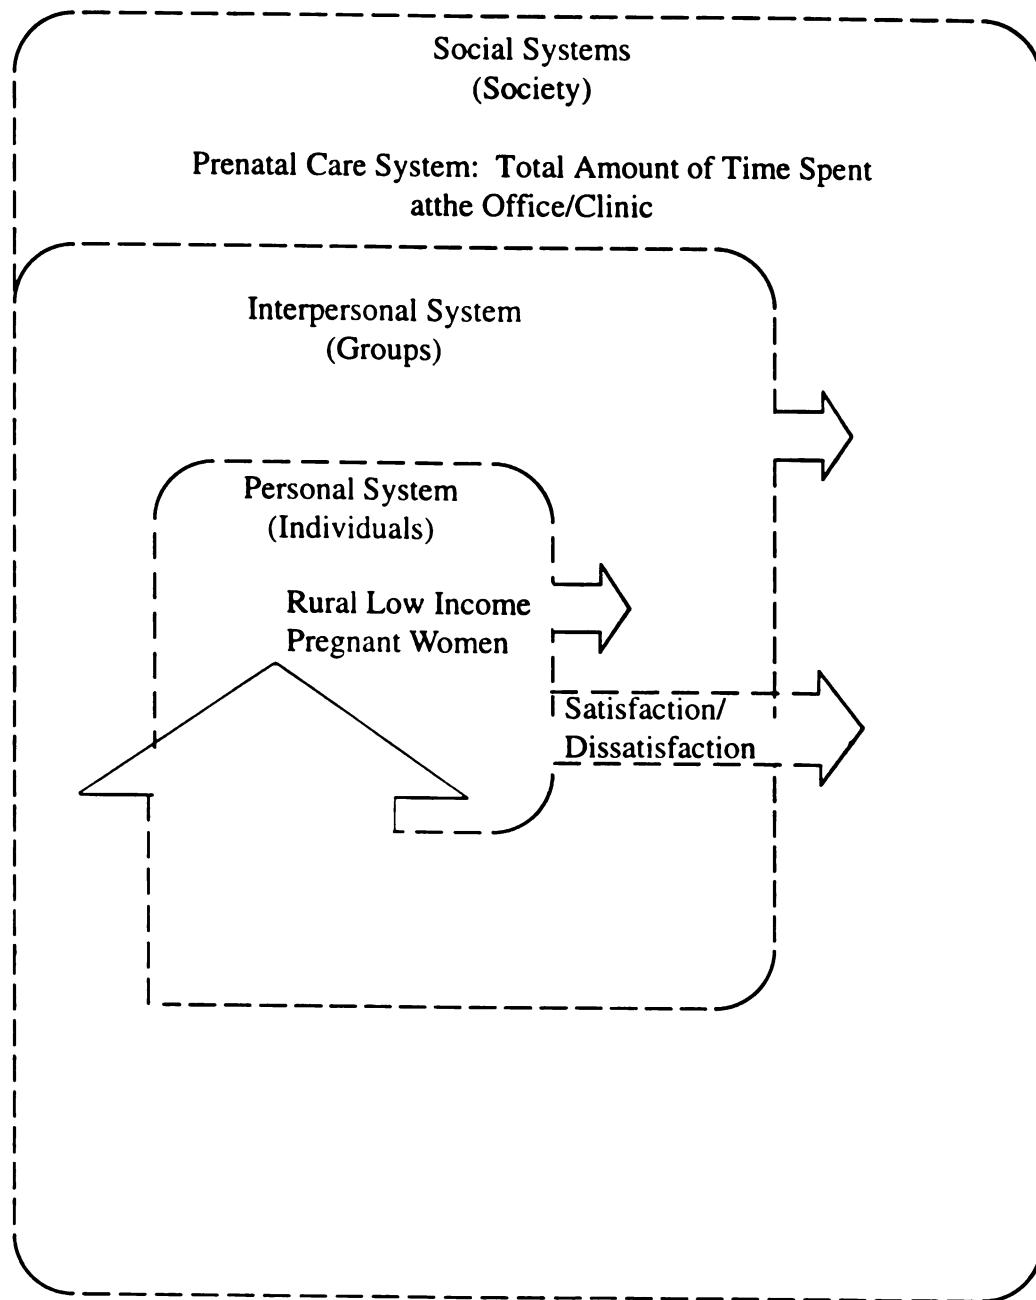 Social Systems
(Society)
Prenatal Care System: Total Amount of Time Spent
atthe Office/Clinic
Interpersonal System
(Groups)
Personal System
(Individuals)
Rural Low Income
Pregnant Women
Satisfaction/
Dissatisfaction